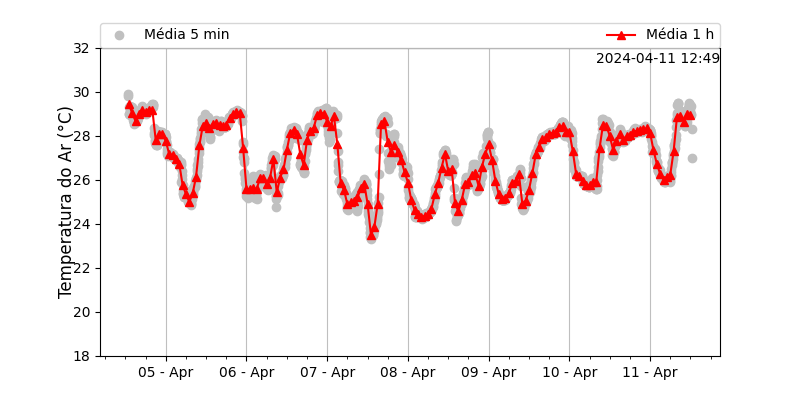 Média 5 min
Média 1 h
2024-04-11 12:49
Temperatura do Ar (°C)
32
30
28
26
24
22
20
18
05 - Apr
06 - Apr
07 - Apr
08 - Apr
09 - Apr
10 - Apr
11 - Apr